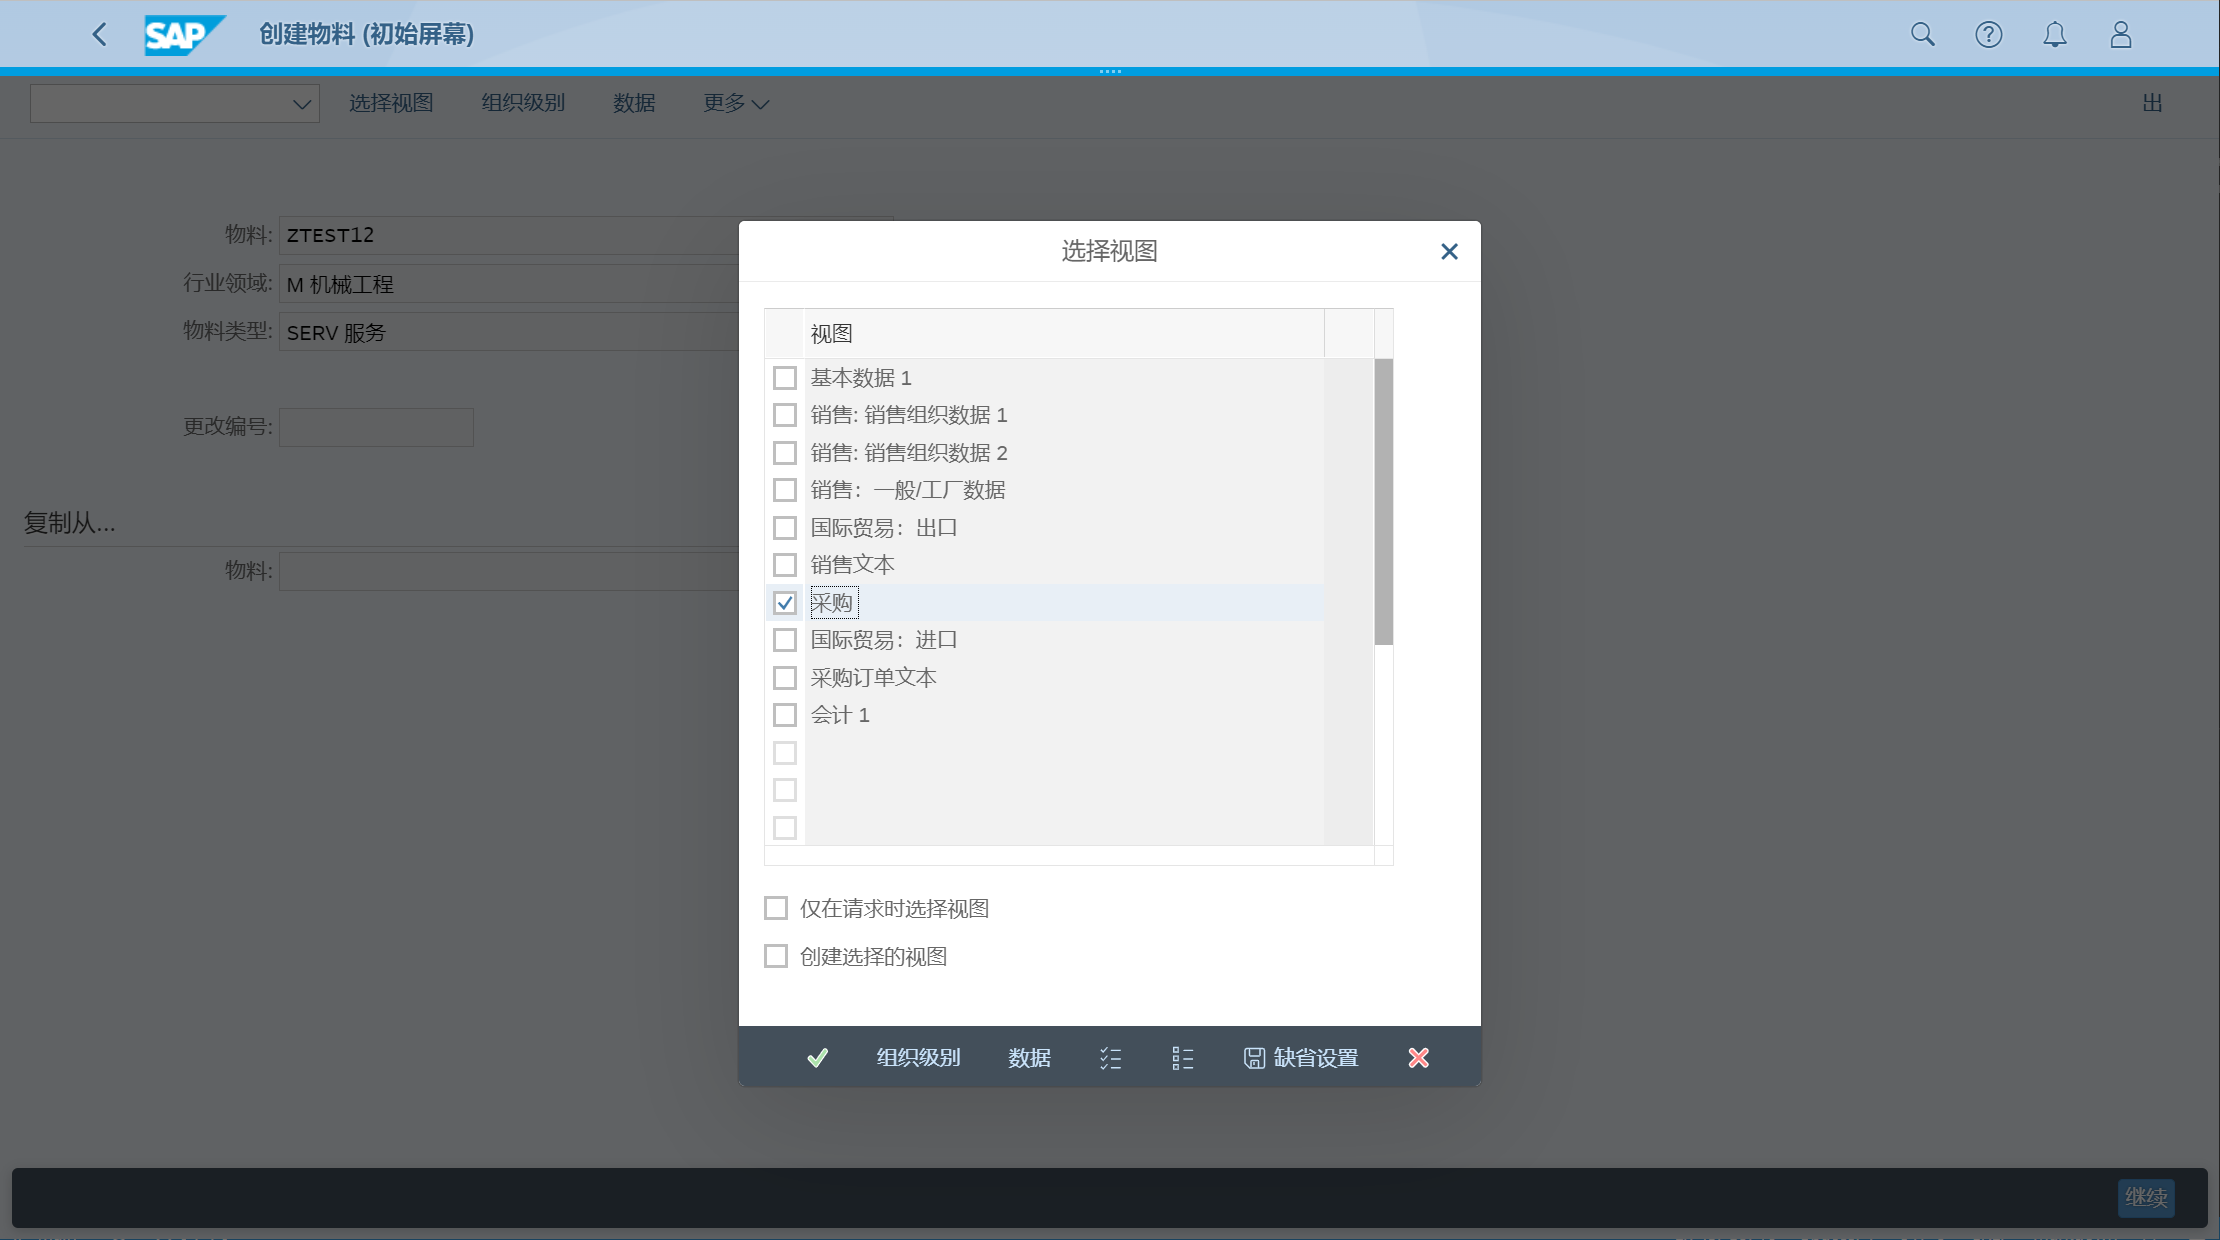 SAP 创建物料 (初始屏幕)
选择视图 组织级别 数据 更多 出
物料: ZTEST12
行业领域: M 机械工程
物料类型: SERV 服务
更改编号:
复制从...
物料:
选择视图
视图
基本数据 1
销售: 销售组织数据 1
销售: 销售组织数据 2
销售：一般/工厂数据
国际贸易：出口
销售文本
采购
国际贸易：进口
采购订单文本
会计 1
仅在请求时选择视图
创建选择的视图
组织级别 数据 缺省设置
继续